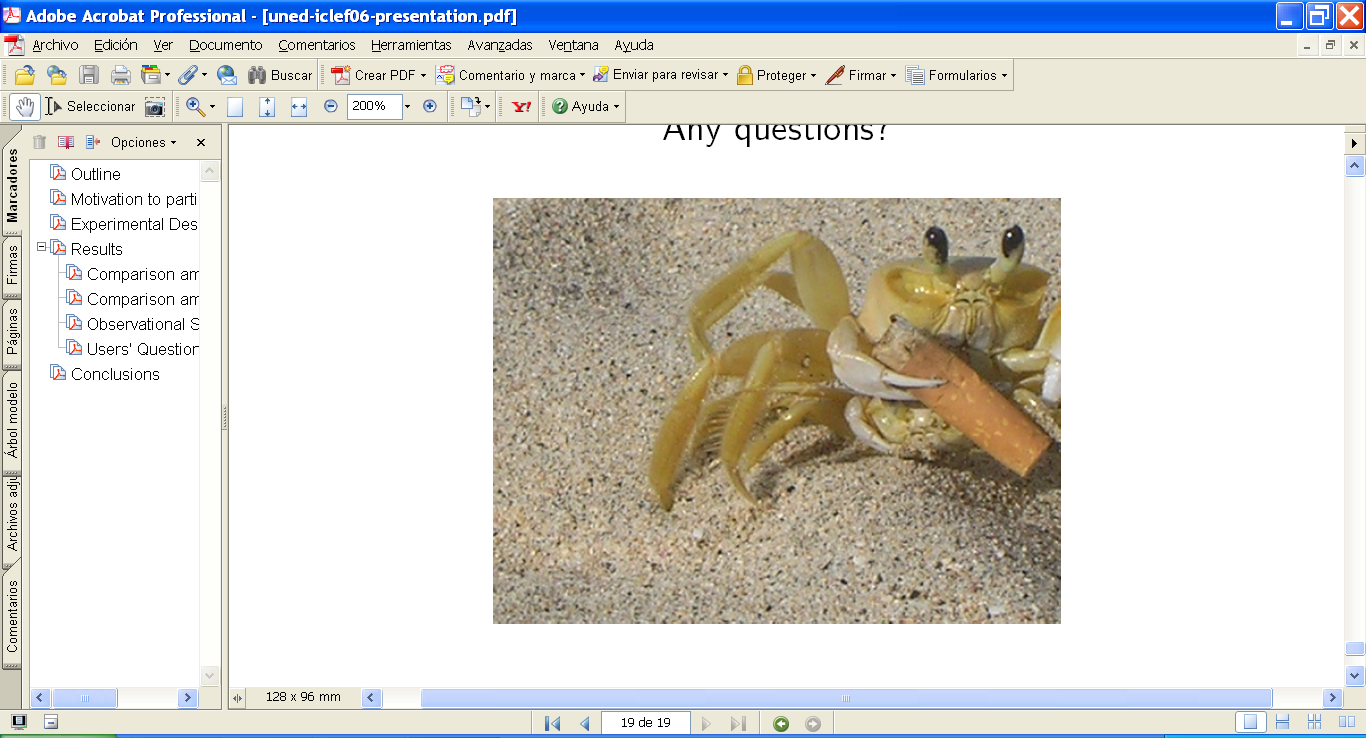 Adobe Acrobat Professional - [uned-iclef06-presentation.pdf]
Archivo Edición Ver Documento Comentarios Herramientas Avanzadas Ventana Ayuda
Buscar Crear PDF Comentario y marca Enviar para revisar Proteger Firmar Formularios
Seleccionar 200% Y! Ayuda
Opciones
Marcadores
Firmas
Páginas
Árbol modelo
Archivos adju
Comentarios
Outline
Motivation to parti
Experimental Des
Results
Comparison am
Comparison am
Observational S
Users' Question
Conclusions
Any questions?
128 x 96 mm
19 de 19